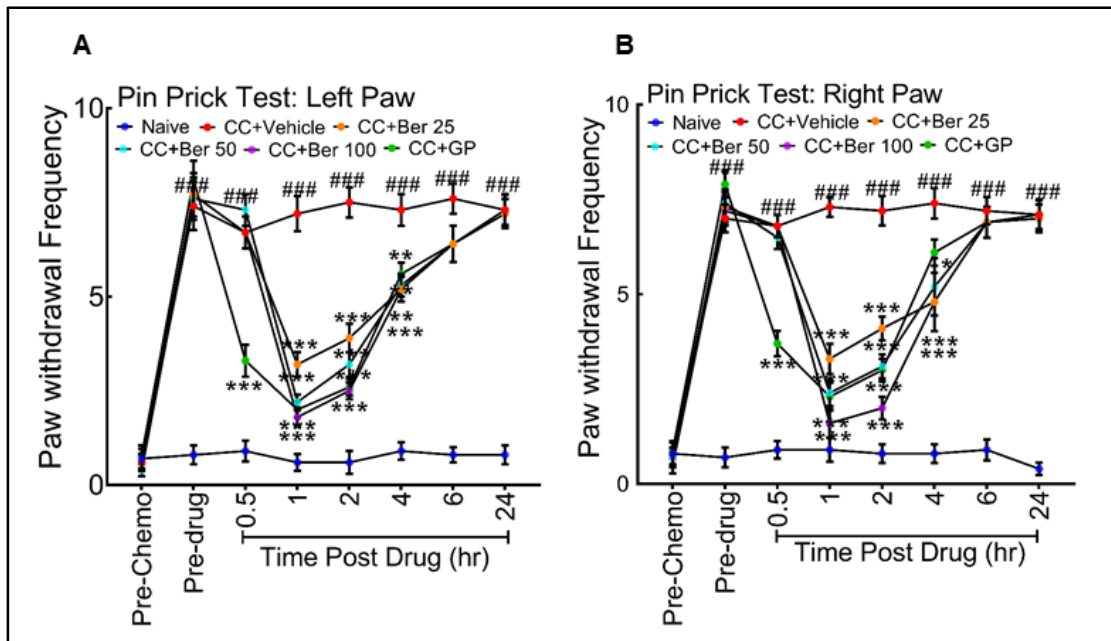 A
Pin Prick Test: Left Paw
Naive CC+Vehicle CC+Ber 25
CC+Ber 50 CC+Ber 100 CC+GP
Paw withdrawal Frequency
10
5
0
### ### ### ### ### ### ###
***
*** *** *** ***
*** *** *** ***
** ** ** ***
Pre-Chemo Pre-drug 0.5 1 2 4 6 24
Time Post Drug (hr)
B
Pin Prick Test: Right Paw
Naive CC+Vehicle CC+Ber 25
CC+Ber 50 CC+Ber 100 CC+GP
Paw withdrawal Frequency
10
5
0
### ### ### ### ### ### ###
***
*** *** *** ***
*** *** *** ***
* *** ***
Pre-Chemo Pre-drug 0.5 1 2 4 6 24
Time Post Drug (hr)